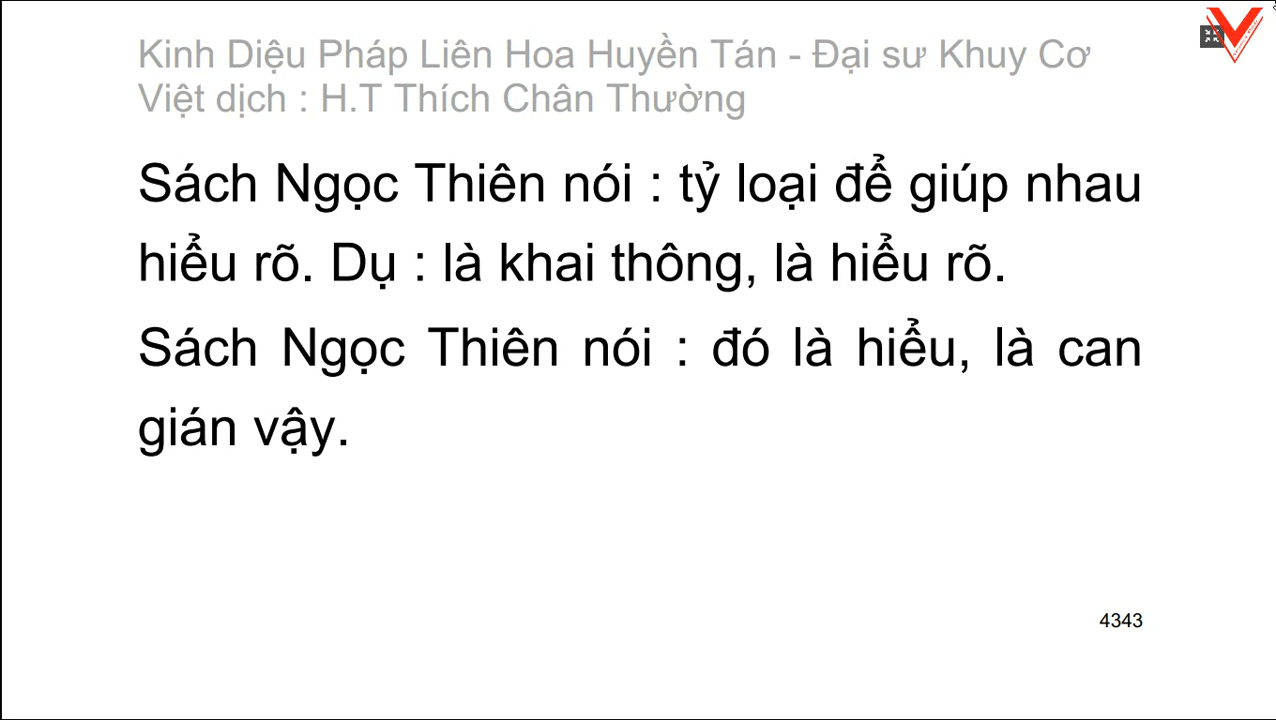 Kinh Diệu Pháp Liên Hoa Huyền Tán - Đại sư Khuy Cơ
Việt dịch : H.T Thích Chân Thường
Sách Ngọc Thiên nói : tỷ loại để giúp nhau
hiểu rõ. Dụ : là khai thông, là hiểu rõ.
Sách Ngọc Thiên nói : đó là hiểu, là can
gián vậy.
4343